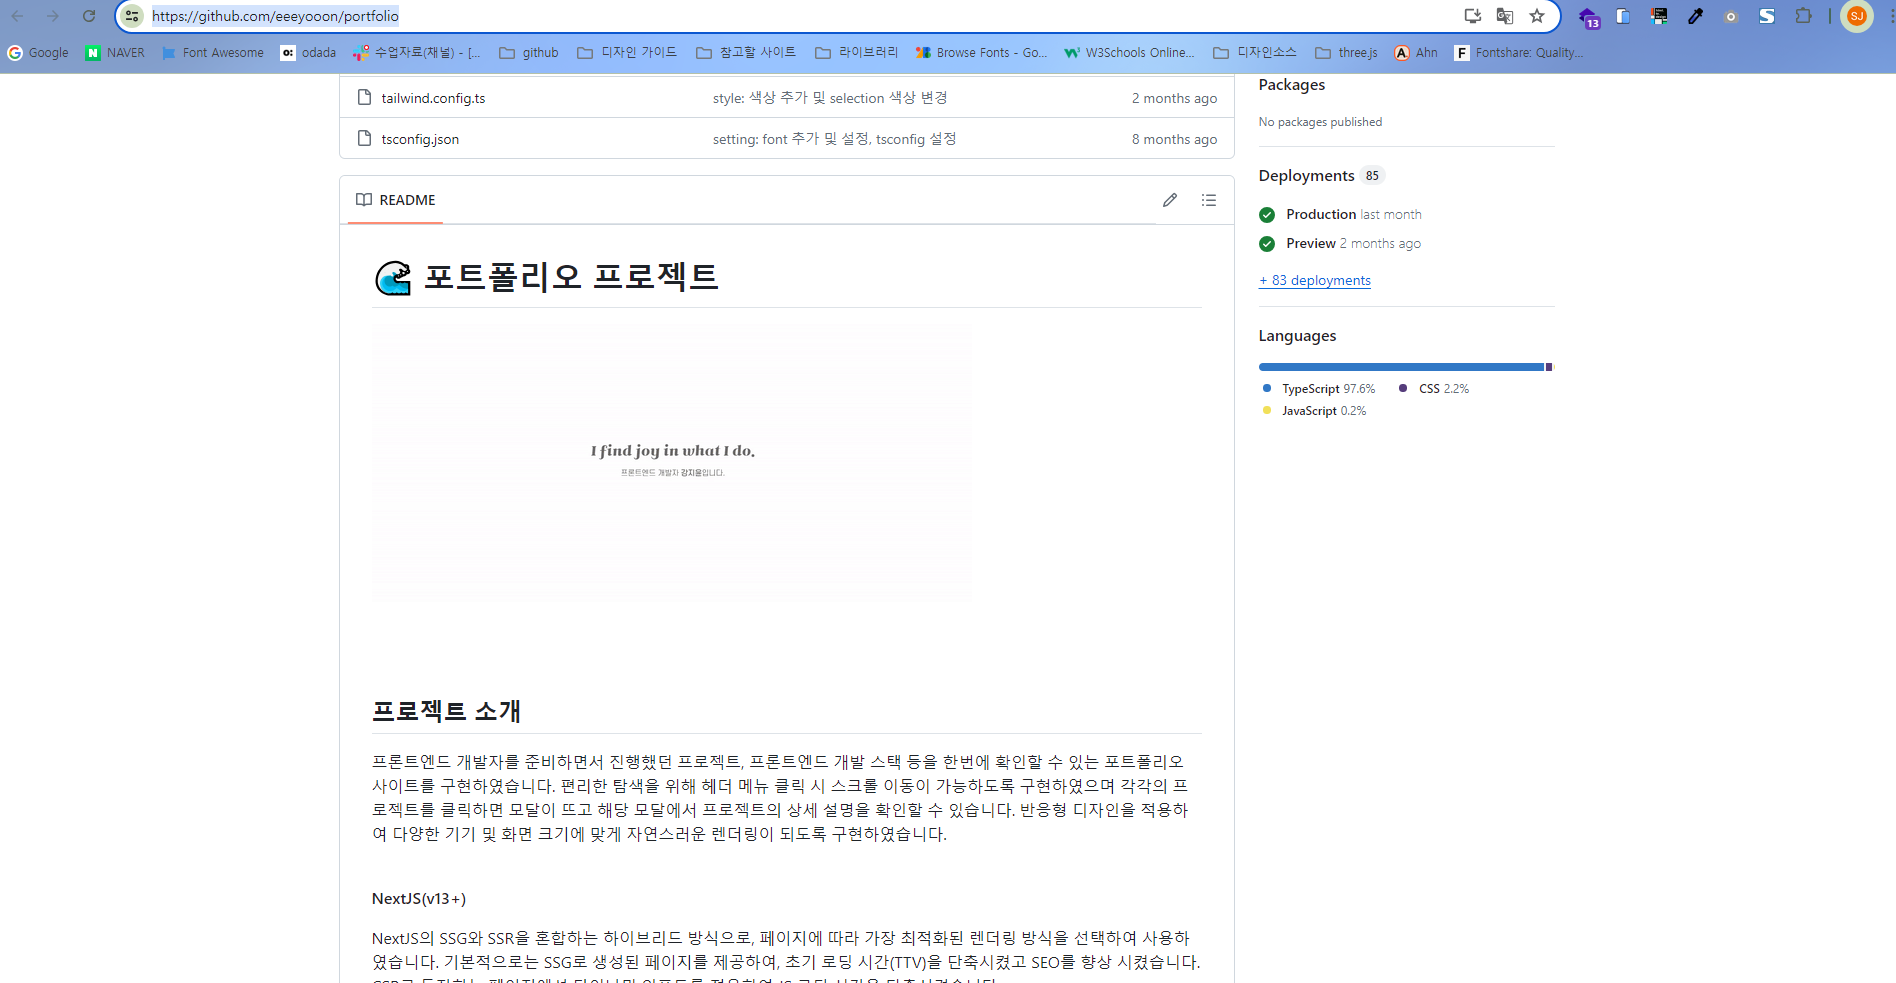 https://github.com/eeeyooon/portfolio
SJ
13
Google NAVER Font Awesome odada 수업자료(채널) - [... github 디자인 가이드 참고할 사이트 라이브러리 Browse Fonts - Go... W3Schools Online... 디자인소스 three.js Ahn Fontshare: Quality...
tailwind.config.ts style: 색상 추가 및 selection 색상 변경 2 months ago
tsconfig.json setting: font 추가 및 설정, tsconfig 설정 8 months ago
README
포트폴리오 프로젝트
I find joy in what I do.
프론트엔드 개발자 강지윤입니다.
프로젝트 소개
프론트엔드 개발자를 준비하면서 진행했던 프로젝트, 프론트엔드 개발 스택 등을 한번에 확인할 수 있는 포트폴리오
사이트를 구현하였습니다. 편리한 탐색을 위해 헤더 메뉴 클릭 시 스크롤 이동이 가능하도록 구현하였으며 각각의 프
로젝트를 클릭하면 모달이 뜨고 해당 모달에서 프로젝트의 상세 설명을 확인할 수 있습니다. 반응형 디자인을 적용하
여 다양한 기기 및 화면 크기에 맞게 자연스러운 렌더링이 되도록 구현하였습니다.
NextJS(v13+)
NextJS의 SSG와 SSR을 혼합하는 하이브리드 방식으로, 페이지에 따라 가장 최적화된 렌더링 방식을 선택하여 사용하
였습니다. 기본적으로는 SSG로 생성된 페이지를 제공하여, 초기 로딩 시간(TTV)을 단축시켰고 SEO를 향상 시켰습니다.
Packages
No packages published
Deployments 85
Production last month
Preview 2 months ago
+ 83 deployments
Languages
TypeScript 97.6% CSS 2.2%
JavaScript 0.2%